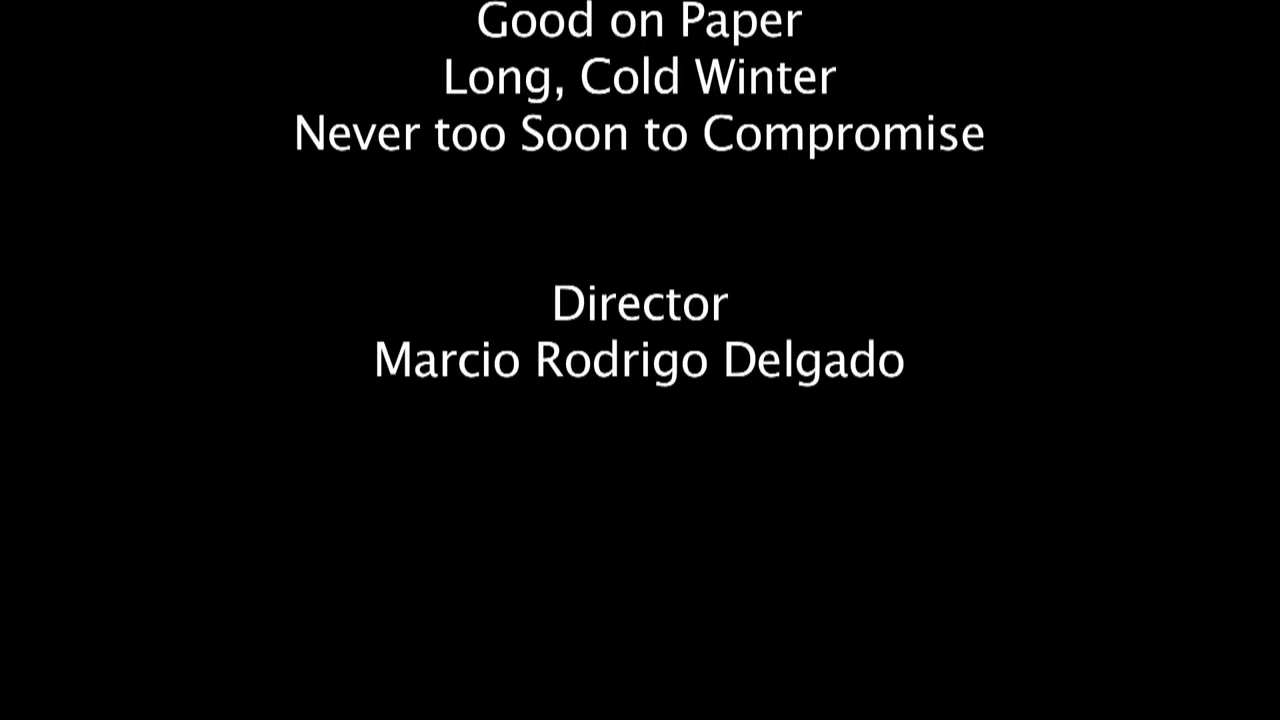 Good on Paper
Long, Cold Winter
Never too Soon to Compromise
Director
Marcio Rodrigo Delgado